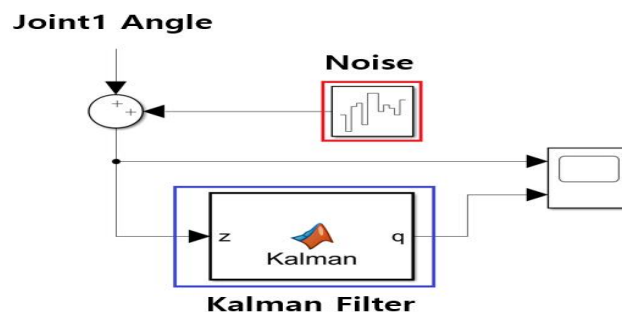 Joint1 Angle
Noise
+
+
z
q
Kalman
Kalman Filter